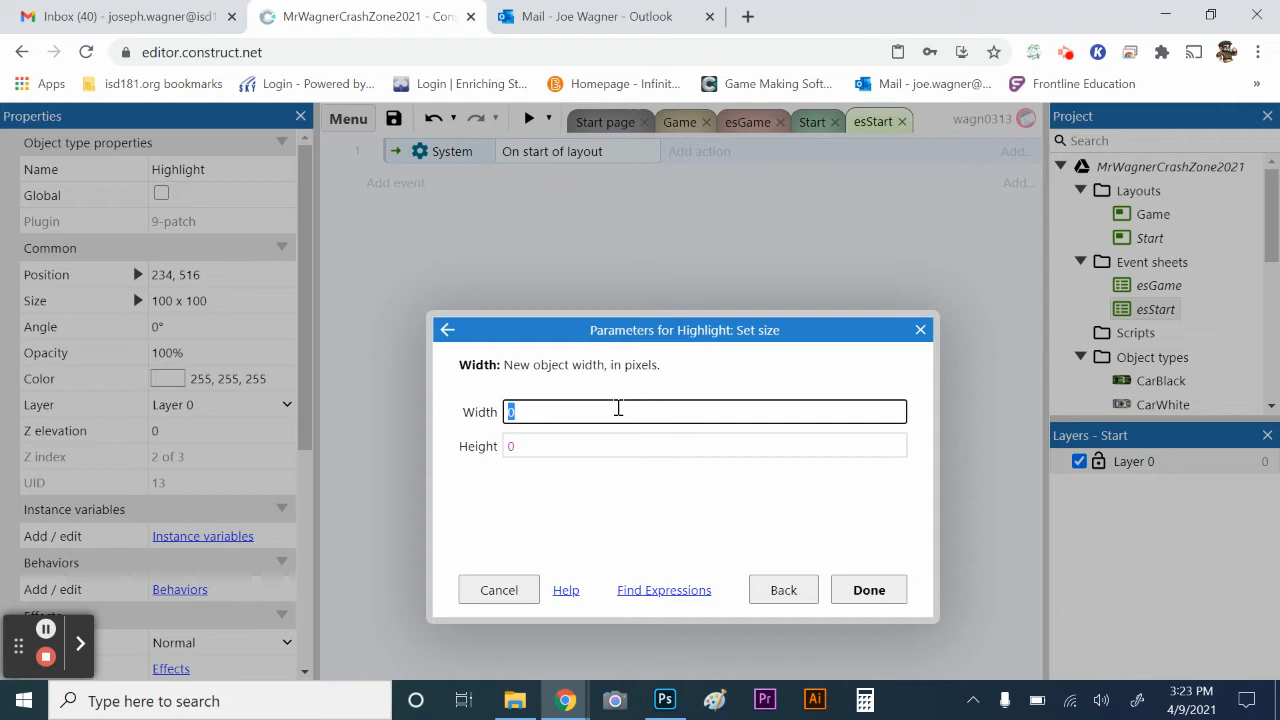 Inbox (40) - joseph.wagner@isd1
MrWagnerCrashZone2021 - Cons
Mail - Joe Wagner - Outlook
editor.construct.net
Apps
isd181.org bookmarks
Login - Powered by...
Login | Enriching St...
Homepage - Infinit...
Game Making Soft...
Mail - joe.wagner@...
Frontline Education
»
Properties
Menu
Start page
Game
esGame
Start
esStart
wagn0313
Project
Object type properties
Search
Name Highlight
1 System On start of layout Add action Add...
MrWagnerCrashZone2021
Global
Add event Add...
Layouts
Plugin 9-patch
Game
Common
Start
Position 234, 516
Event sheets
Size 100 x 100
esGame
Angle 0°
esStart
Opacity 100%
Scripts
Color 255, 255, 255
Object types
Layer Layer 0
CarBlack
Z elevation 0
CarWhite
Z index 2 of 3
Layers - Start
UID 13
Layer 0 0
Instance variables
Add / edit Instance variables
Behaviors
Add / edit Behaviors
Effects
Normal
Effects
Parameters for Highlight: Set size
Width: New object width, in pixels.
Width 0
Height 0
Cancel
Help
Find Expressions
Back
Done
Type here to search
Ps
Pr
Ai
3:23 PM
4/9/2021